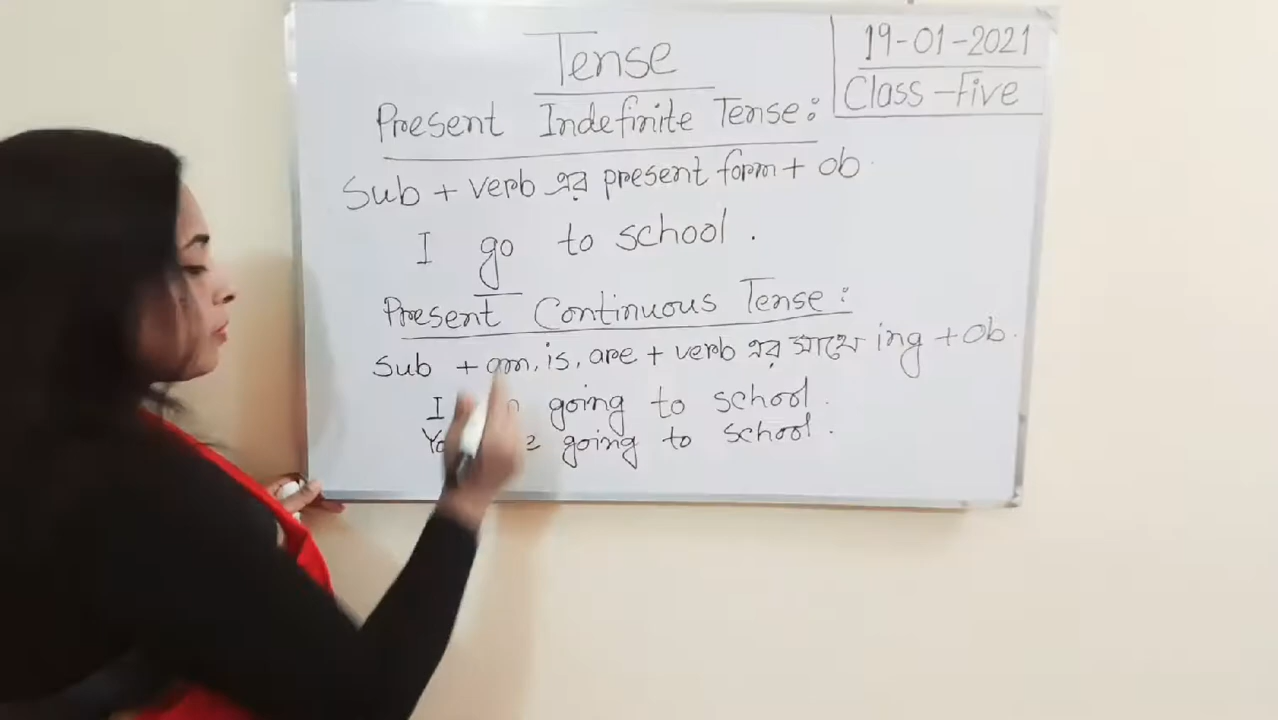 Tense
19-01-2021
Class-Five
Present Indefinite Tense:
Sub + verb এর present form + ob.
I go to school.
Present Continuous Tense:
Sub + am, is, are + verb এর সাথে ing + ob.
I going to school.
going to school.